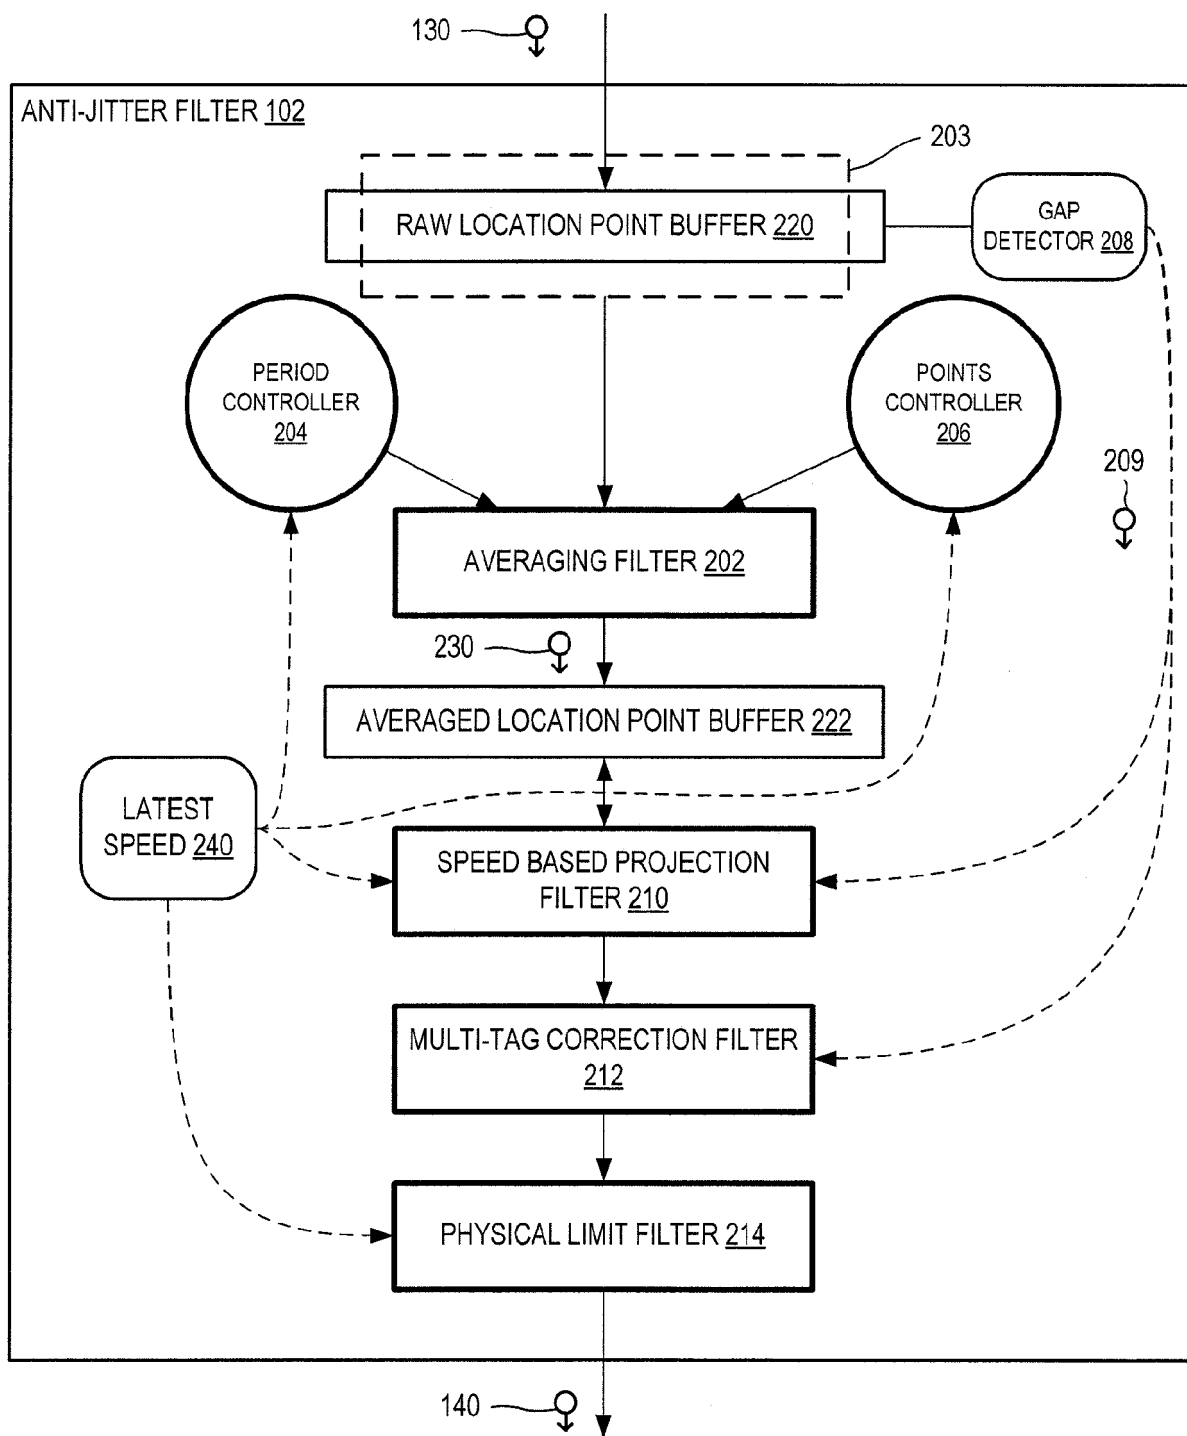 130
ANTI-JITTER FILTER 102
203
RAW LOCATION POINT BUFFER 220
GAP
DETECTOR 208
PERIOD
CONTROLLER
204
POINTS
CONTROLLER
206
209
AVERAGING FILTER 202
230
AVERAGED LOCATION POINT BUFFER 222
LATEST
SPEED 240
SPEED BASED PROJECTION
FILTER 210
MULTI-TAG CORRECTION FILTER
212
PHYSICAL LIMIT FILTER 214
140